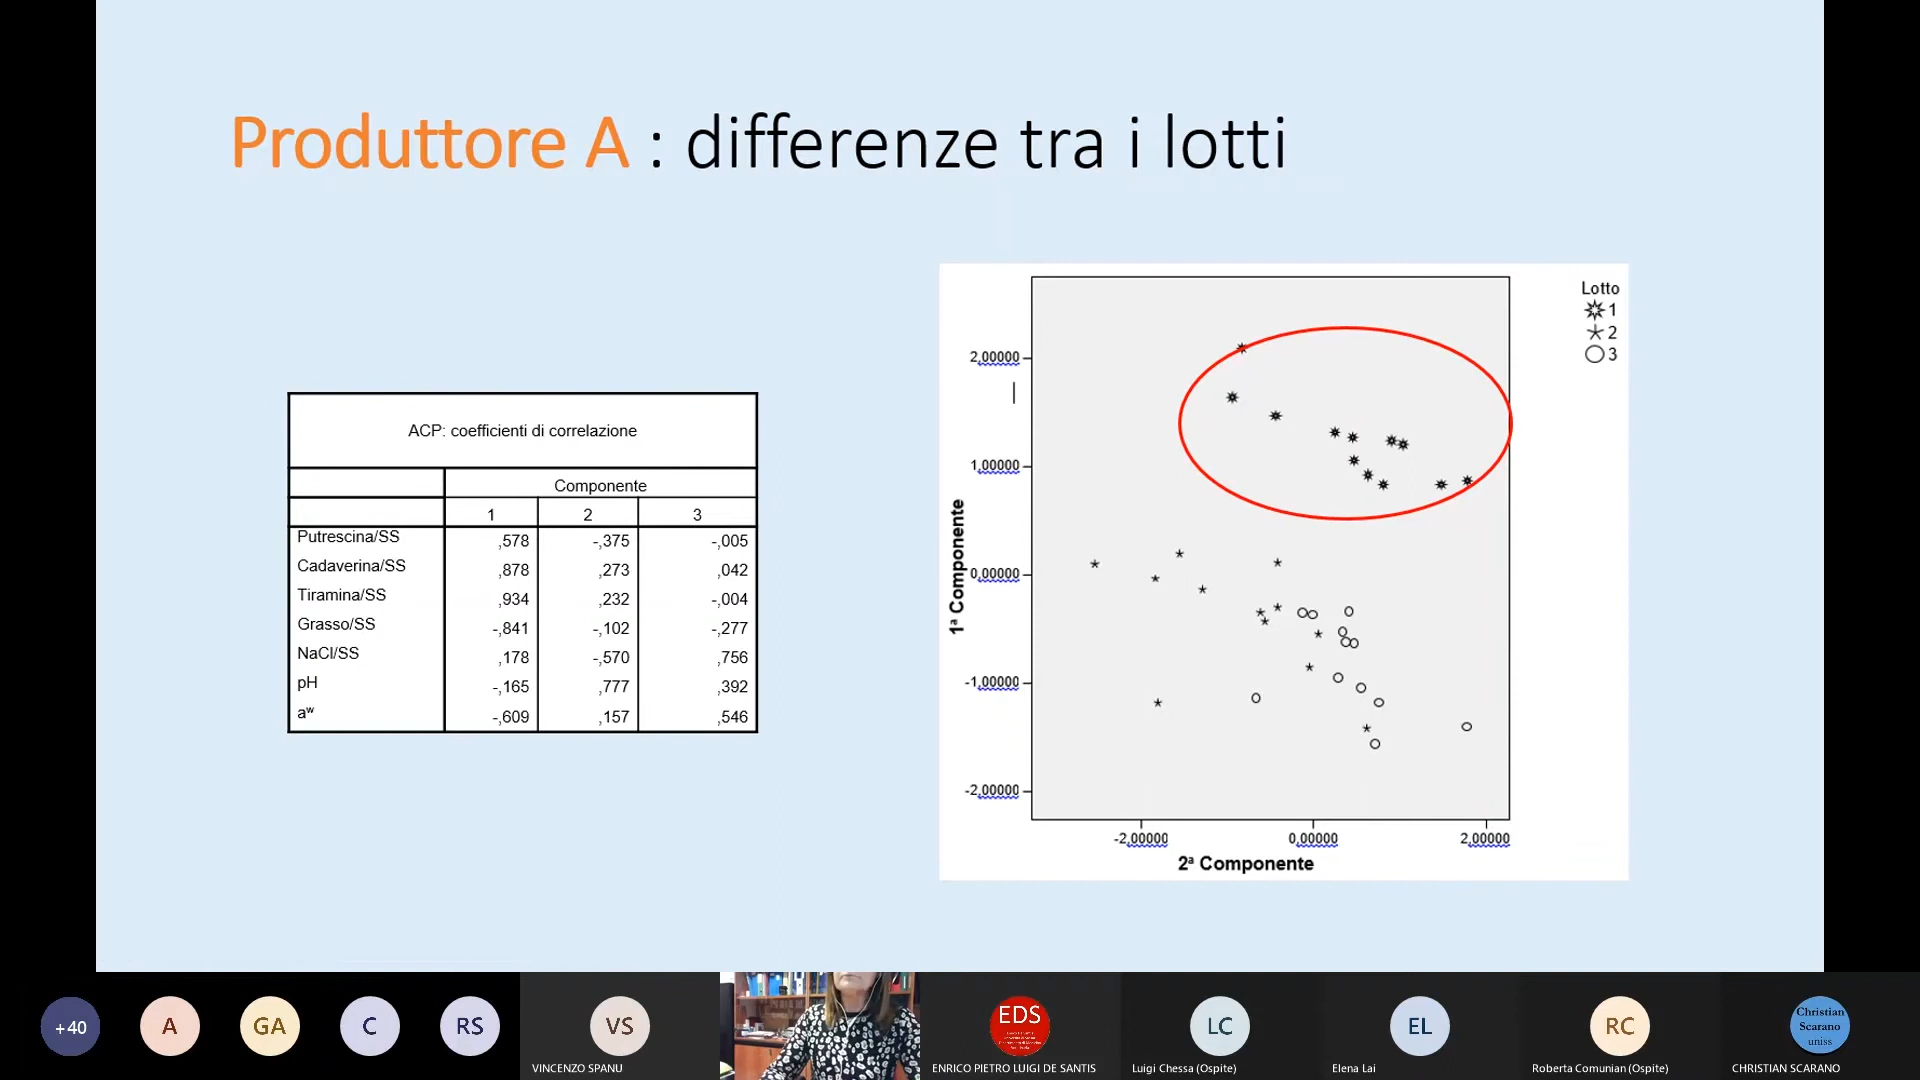 Produttore A : differenze tra i lotti
ACP: coefficienti di correlazione
Componente
1 2 3
Putrescina/SS ,578 -,375 -,005
Cadaverina/SS ,878 ,273 ,042
Tiramina/SS ,934 ,232 -,004
Grasso/SS -,841 -,102 -,277
NaCl/SS ,178 -,570 ,756
pH -,165 ,777 ,392
aʷ -,609 ,157 ,546
Lotto
1
2
3
2,00000
1,00000
0,00000
-1,00000
-2,00000
1ª Componente
-2,00000 0,00000 2,00000
2ª Componente
+40
A
GA
C
RS
VS
VINCENZO SPANU
EDS
ENRICO PIETRO LUIGI DE SANTIS
LC
Luigi Chessa (Ospite)
EL
Elena Lai
RC
Roberta Comunian (Ospite)
Christian
Scarano
uniss
CHRISTIAN SCARANO